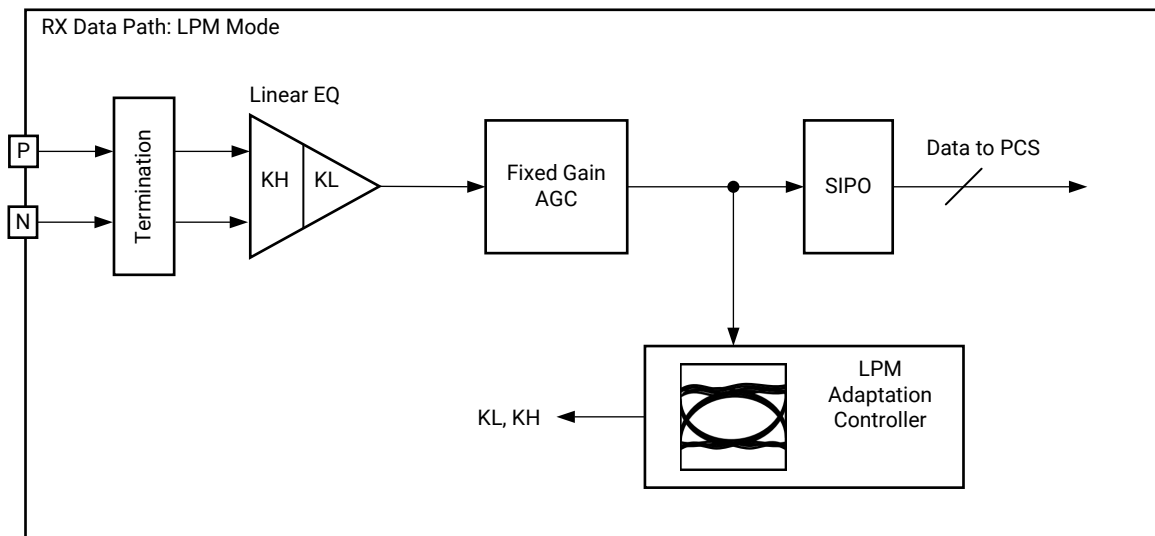 RX Data Path: LPM Mode
Linear EQ
P
N
Termination
KH
KL
Fixed Gain
AGC
SIPO
Data to PCS
LPM
Adaptation
Controller
KL, KH